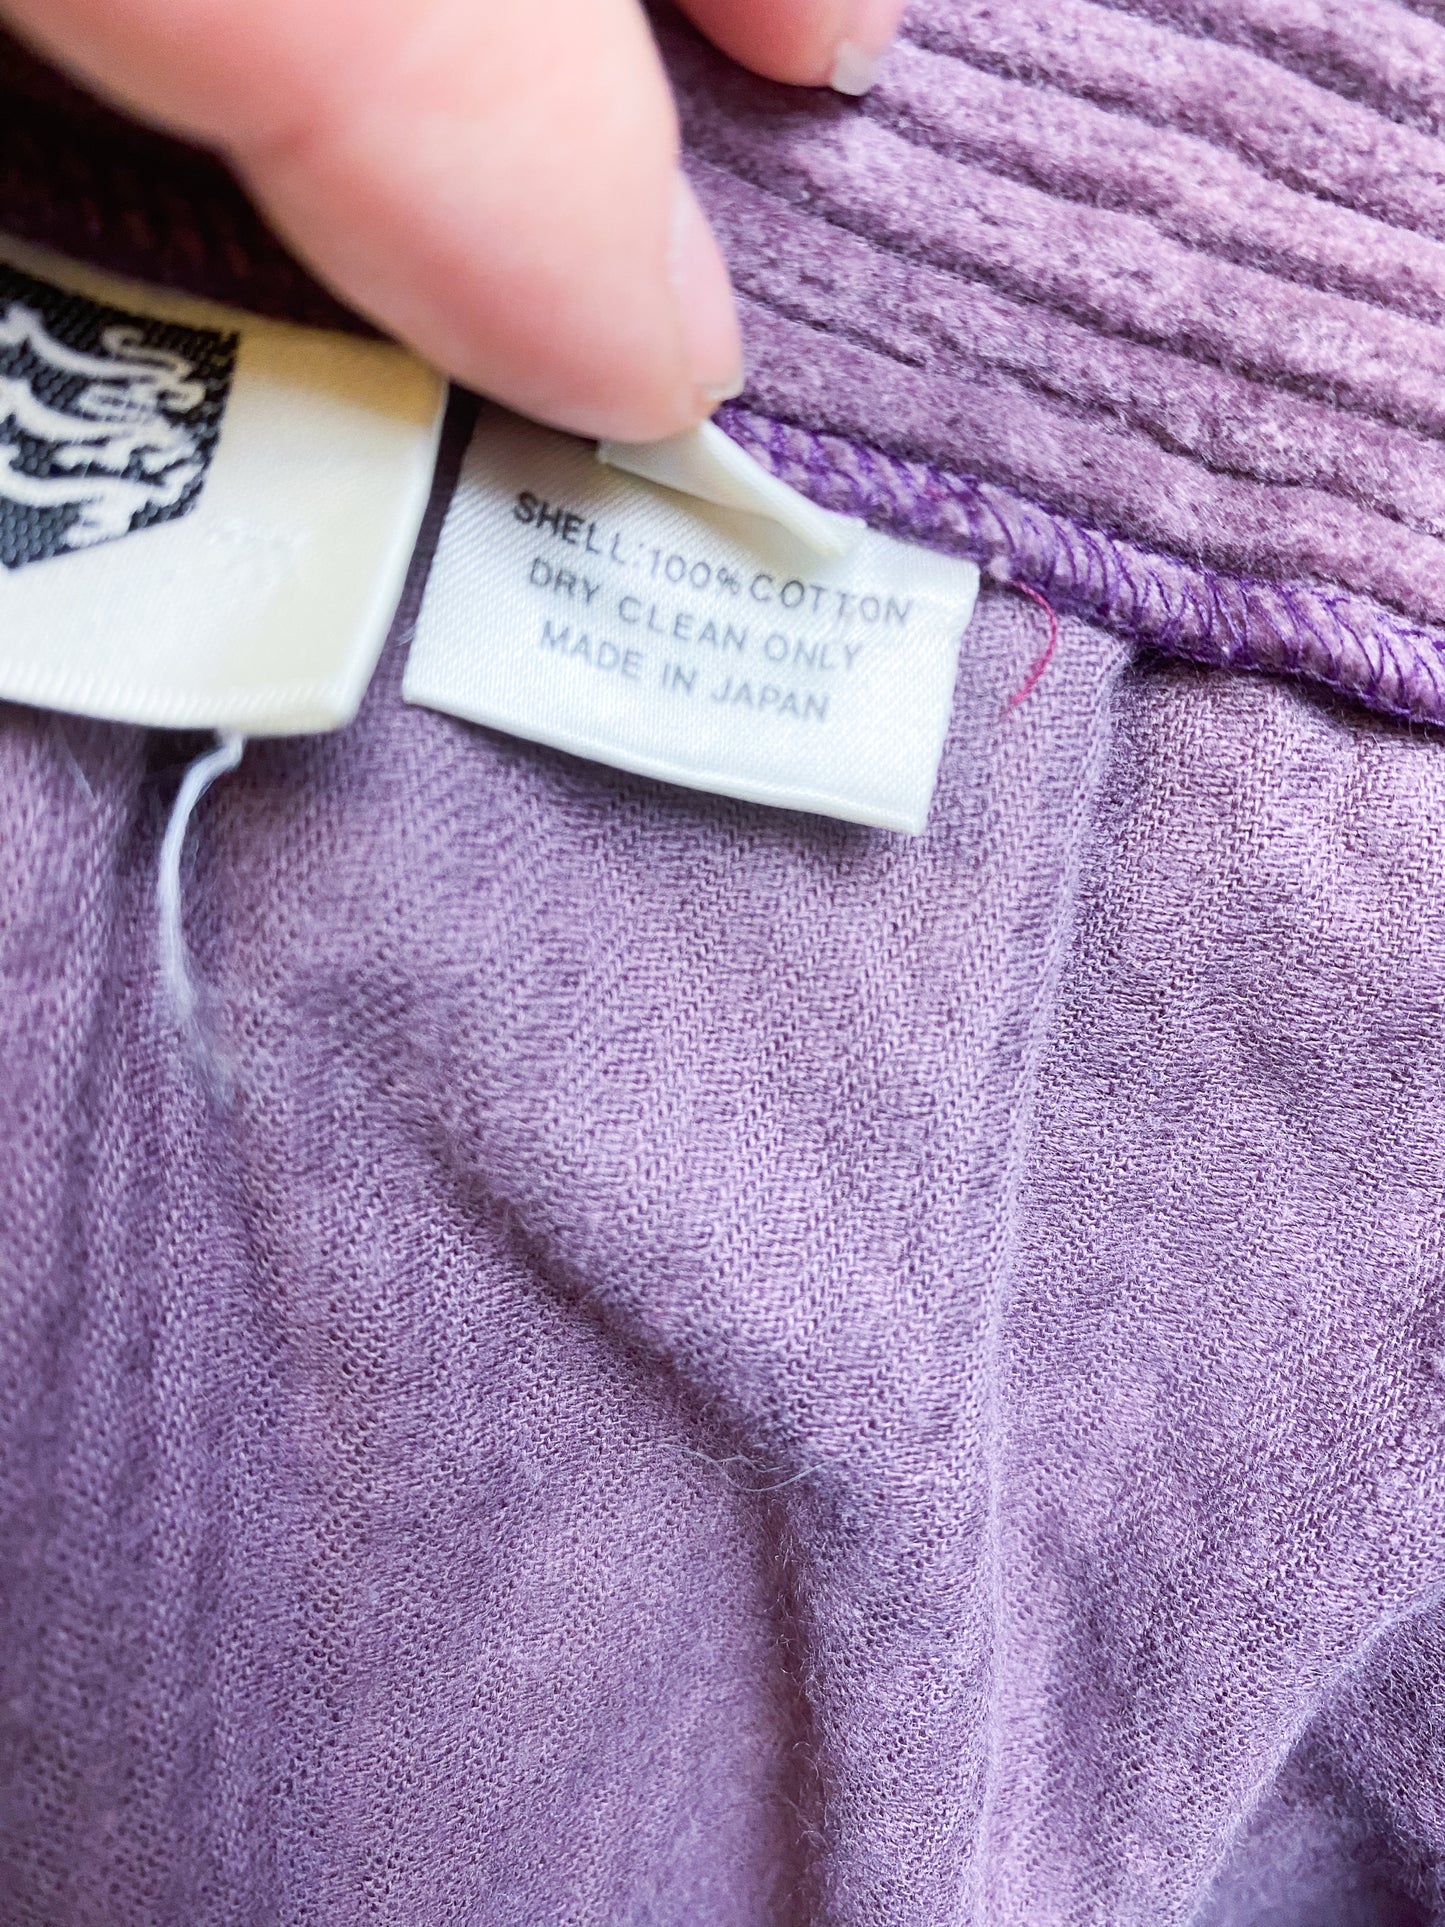 SHELL:100% COTTON
DRY CLEAN ONLY
MADE IN JAPAN